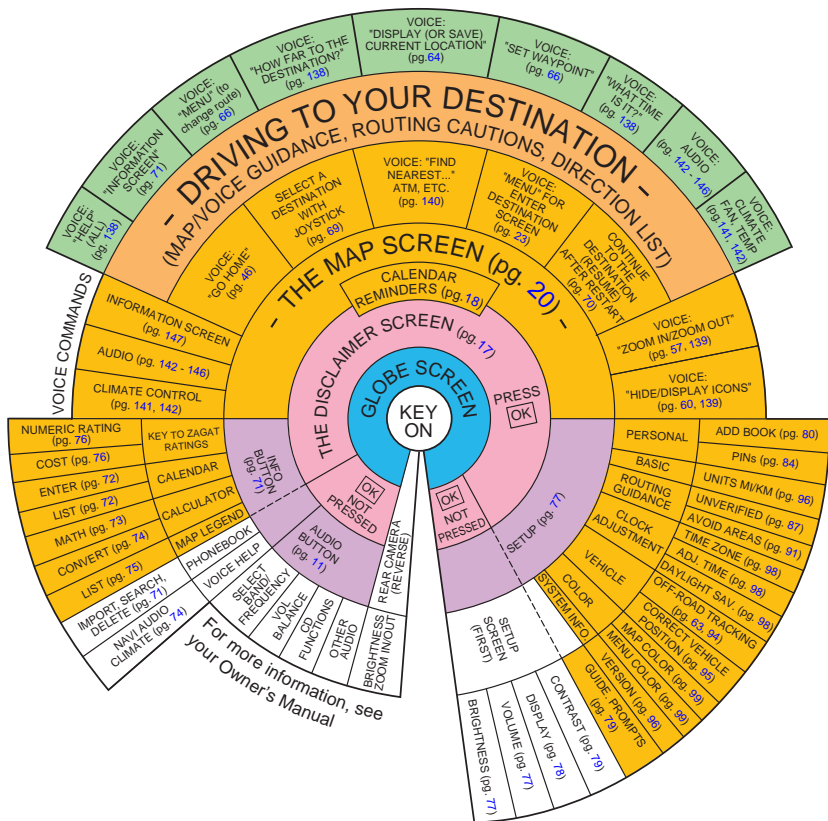 VOICE:
"HELP"
(ALL)
(pg. 138)
VOICE:
"INFORMATION
SCREEN"
(pg. 71)
VOICE:
"MENU" (to
change route)
(pg. 66)
VOICE:
"HOW FAR TO THE
DESTINATION?"
(pg. 138)
VOICE:
"DISPLAY (OR SAVE)
CURRENT LOCATION"
(pg.64)
VOICE:
"SET WAYPOINT"
(pg. 66)
VOICE:
"WHAT TIME
IS IT?"
(pg. 138)
VOICE:
AUDIO
(pg. 142 - 146)
VOICE:
CLIMATE
FAN, TEMP
(pg.141, 142)
- DRIVING TO YOUR DESTINATION -
(MAP/VOICE GUIDANCE, ROUTING CAUTIONS, DIRECTION LIST)
VOICE:
"GO HOME"
(pg. 46)
SELECT A
DESTINATION
WITH
JOYSTICK
(pg. 69)
VOICE: "FIND
NEAREST..."
ATM, ETC.
(pg. 140)
VOICE:
"MENU" FOR
ENTER
DESTINATION
SCREEN
(pg. 23)
CONTINUE
TO THE
DESTINATION
(RESUME)
AFTER RESTART
(pg. 70)
VOICE COMMANDS
INFORMATION SCREEN
(pg. 147)
AUDIO (pg. 142 - 146)
CLIMATE CONTROL
(pg. 141, 142)
VOICE:
"ZOOM IN/ZOOM OUT"
(pg. 57, 139)
VOICE:
"HIDE/DISPLAY ICONS"
(pg. 60, 139)
- THE MAP SCREEN (pg. 20) -
CALENDAR
REMINDERS (pg.18)
THE DISCLAIMER SCREEN (pg.17)
GLOBE SCREEN
KEY
ON
PRESS
OK
OK
NOT
PRESSED
OK
NOT
PRESSED
INFO
BUTTON
(pg. 71)
AUDIO
BUTTON
(pg. 11)
REAR CAMERA
(REVERSE)
NUMERIC RATING
(pg. 76)
COST (pg. 76)
KEY TO ZAGAT
RATINGS
ENTER (pg. 72)
LIST (pg. 72)
CALENDAR
MATH (pg. 73)
CONVERT (pg. 74)
CALCULATOR
LIST (pg. 75)
MAP LEGEND
IMPORT, SEARCH,
DELETE (pg. 71)
PHONEBOOK
NAVI AUDIO
CLIMATE (pg. 74)
VOICE HELP
SELECT
BAND/
FREQUENCY
VOL
BALANCE
CD
FUNCTIONS
OTHER
AUDIO
BRIGHTNESS
ZOOM IN/OUT
For more information, see
your Owner's Manual
SETUP (pg. 77)
PERSONAL
ADD BOOK (pg. 80)
PINs (pg. 84)
BASIC
UNITS MI/KM (pg. 96)
ROUTING
GUIDANCE
UNVERIFIED (pg. 87)
AVOID AREAS (pg. 91)
CLOCK
ADJUSTMENT
TIME ZONE (pg. 98)
ADJ. TIME (pg. 98)
DAYLIGHT SAV. (pg. 98)
VEHICLE
OFF-ROAD TRACKING
(pg. 63, 94)
CORRECT VEHICLE
POSITION (pg. 95)
COLOR
MAP COLOR (pg. 99)
MENU COLOR (pg. 99)
SYSTEM INFO.
VERSION (pg. 96)
GUIDE. PROMPTS
(pg. 79)
SETUP
SCREEN
(FIRST)
CONTRAST (pg. 79)
DISPLAY (pg. 78)
VOLUME (pg. 77)
BRIGHTNESS (pg. 77)